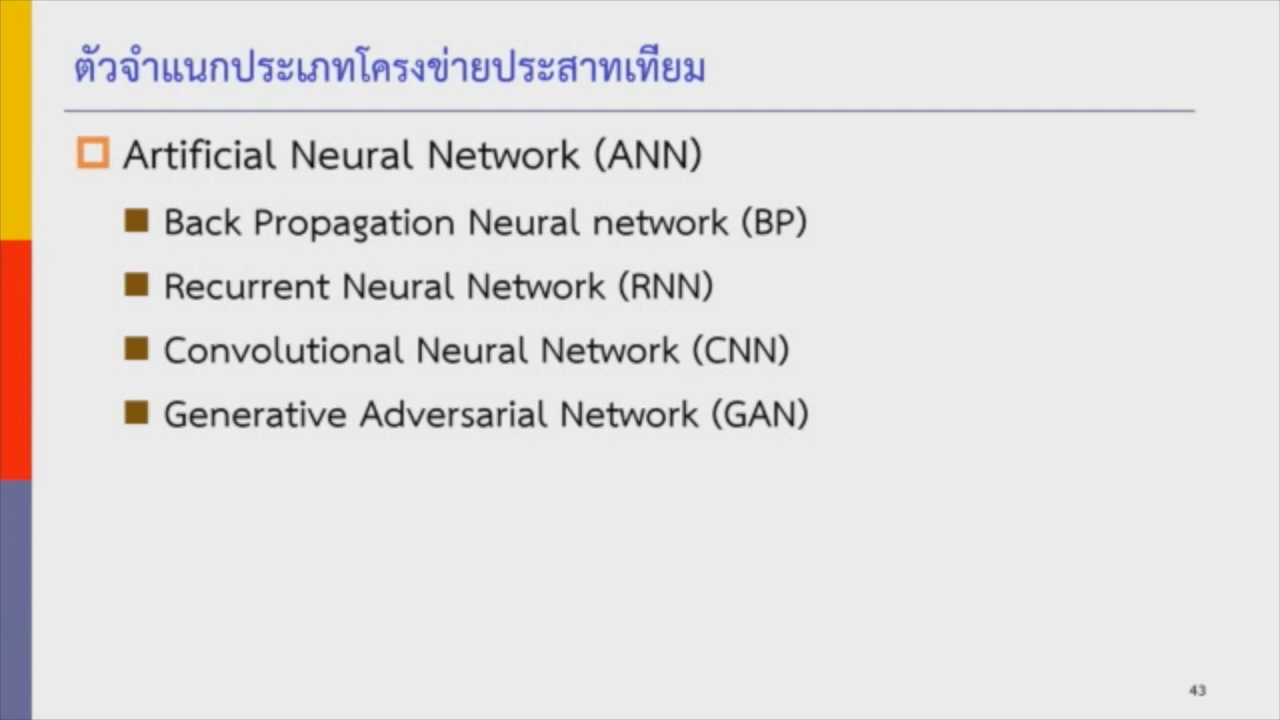 ตัวจำแนกประเภทโครงข่ายประสาทเทียม
Artificial Neural Network (ANN)
Back Propagation Neural network (BP)
Recurrent Neural Network (RNN)
Convolutional Neural Network (CNN)
Generative Adversarial Network (GAN)
43